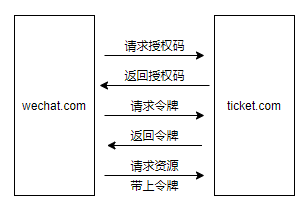 请求授权码
返回授权码
wechat.com
请求令牌
ticket.com
返回令牌
请求资源
带上令牌